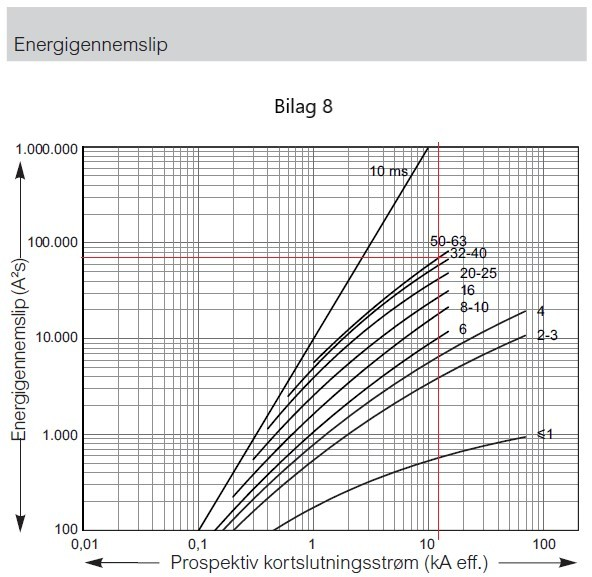 Energigennemslip
Bilag 8
Energigennemslip (A²s)
1.000.000
100.000
10.000
1.000
100
10 ms
50-63
32-40
20-25
16
8-10
6
4
2-3
≤1
0,01 0,1 1 10 100
Prospektiv kortslutningsstrøm (kA eff.)